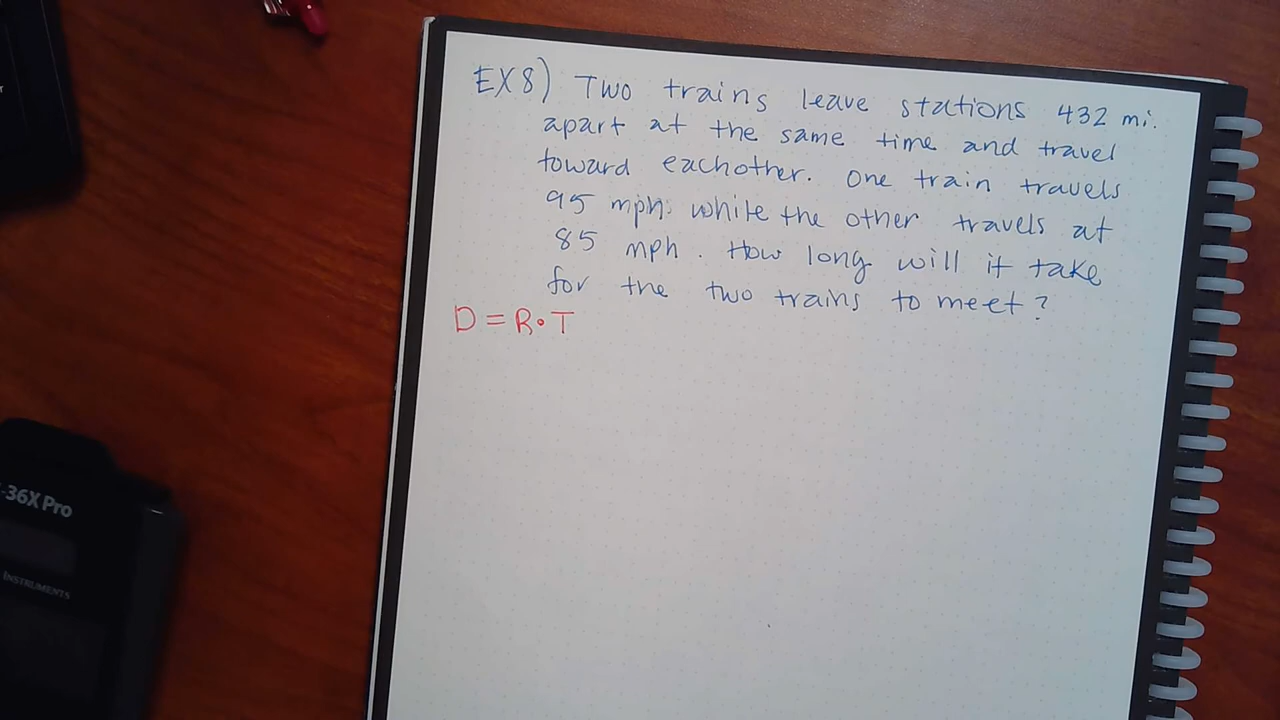 EX8) Two trains leave stations 432 mi.
apart at the same time and travel
toward eachother. One train travels
95 mph. while the other travels at
85 mph. How long will it take
for the two trains to meet?
D = R•T
-36X Pro
INSTRUMENTS